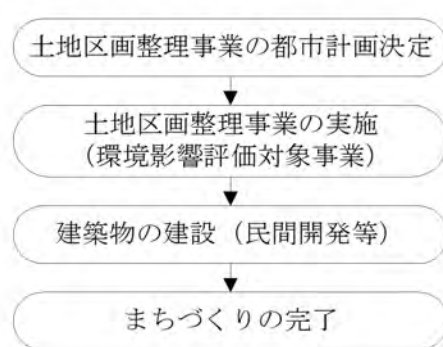 土地区画整理事業の都市計画決定
土地区画整理事業の実施
（環境影響評価対象事業）
建築物の建設（民間開発等）
まちづくりの完了